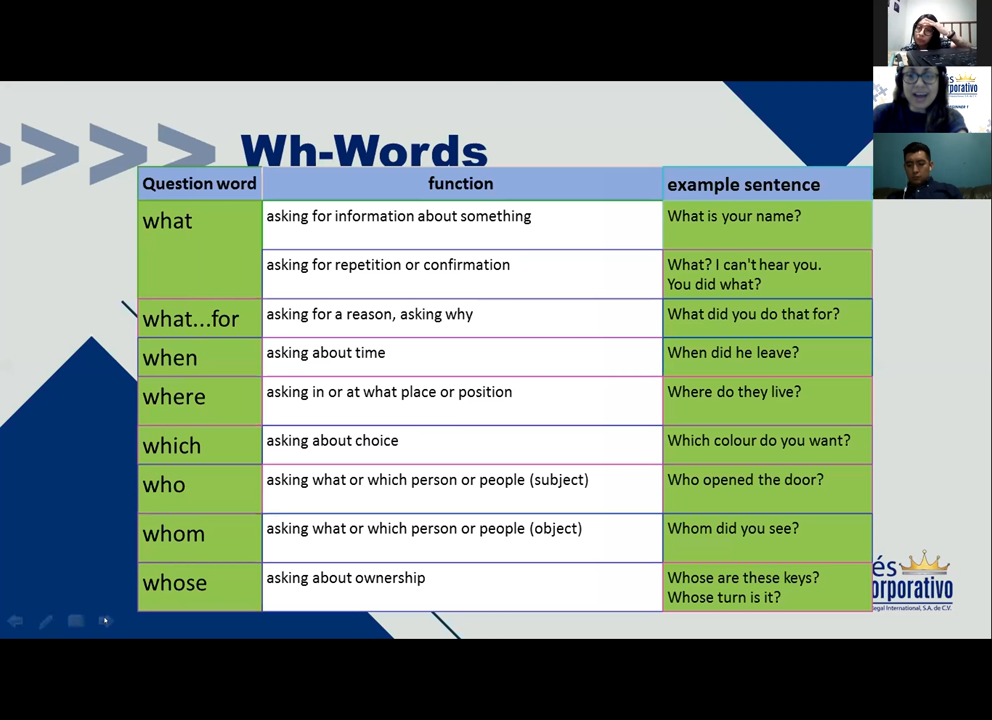 Wh-Words
Question word function example sentence
what asking for information about something What is your name?
asking for repetition or confirmation What? I can't hear you.
You did what?
what...for asking for a reason, asking why What did you do that for?
when asking about time When did he leave?
where asking in or at what place or position Where do they live?
which asking about choice Which colour do you want?
who asking what or which person or people (subject) Who opened the door?
whom asking what or which person or people (object) Whom did you see?
whose asking about ownership Whose are these keys?
Whose turn is it?
és
orporativo
legal International, S.A. de C.V.
és
rporativo